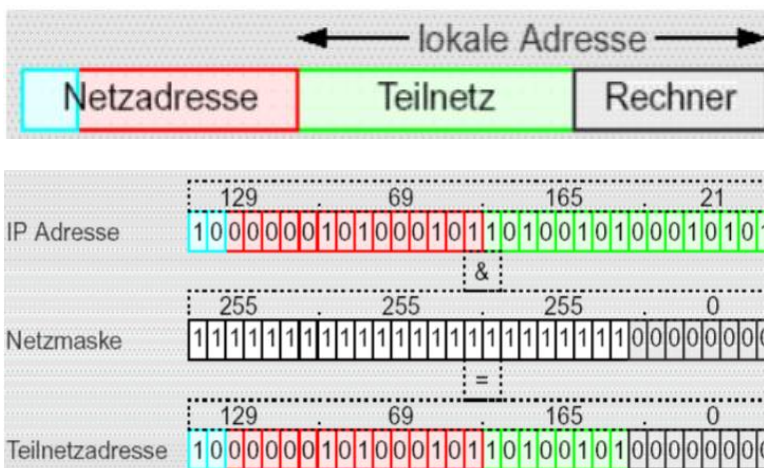 lokale Adresse
Netzadresse Teilnetz Rechner
129 . 69 . 165 . 21
IP Adresse 10000001010001011010010100010101
&
255 . 255 . 255 . 0
Netzmaske 11111111111111111111111100000000
=
129 . 69 . 165 . 0
Teilnetzadresse 10000001010001011010010100000000